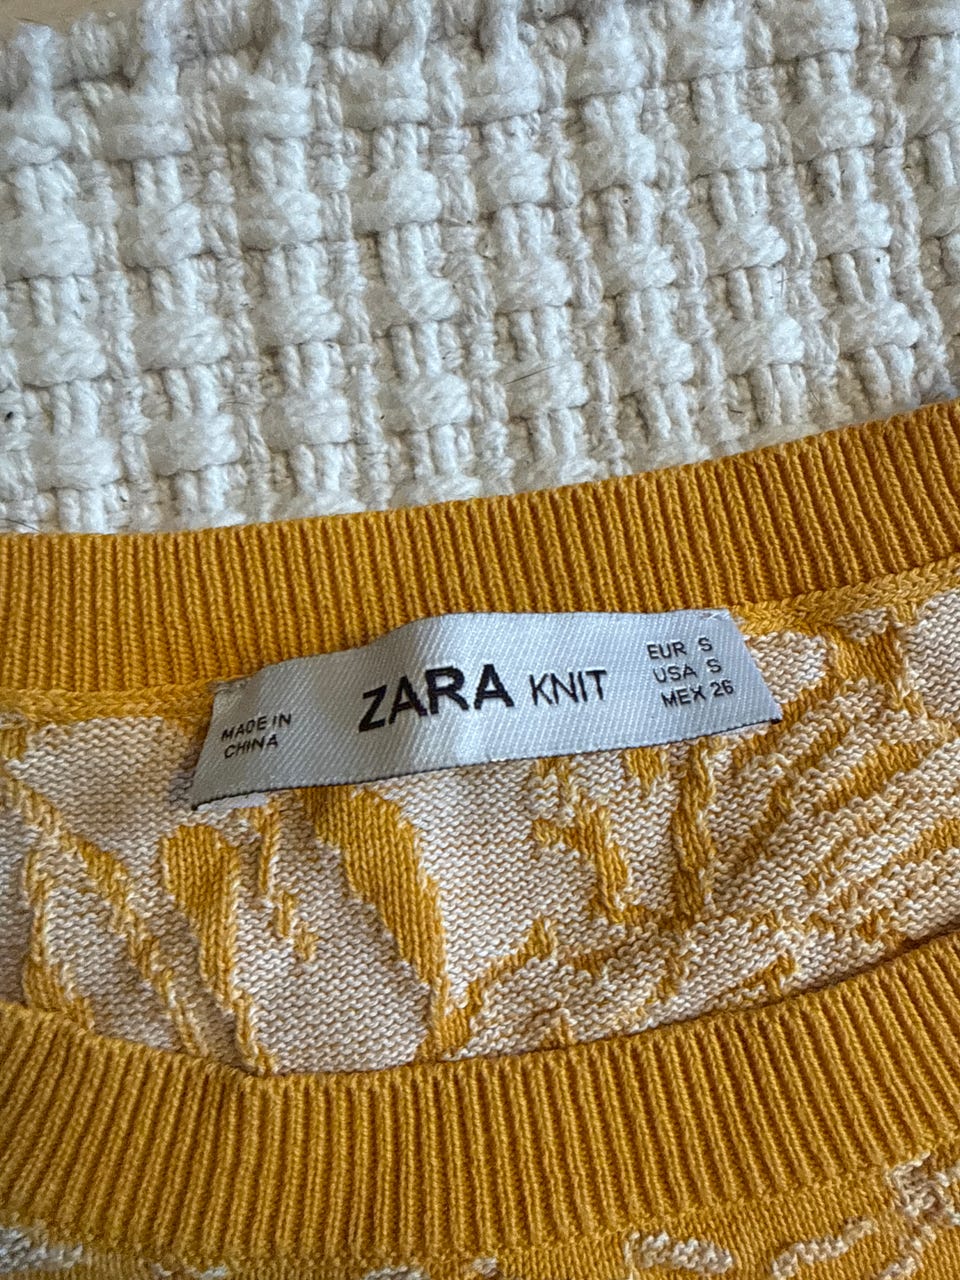 MADE IN
CHINA
ZARA KNIT
EUR S
USA S
MEX 26